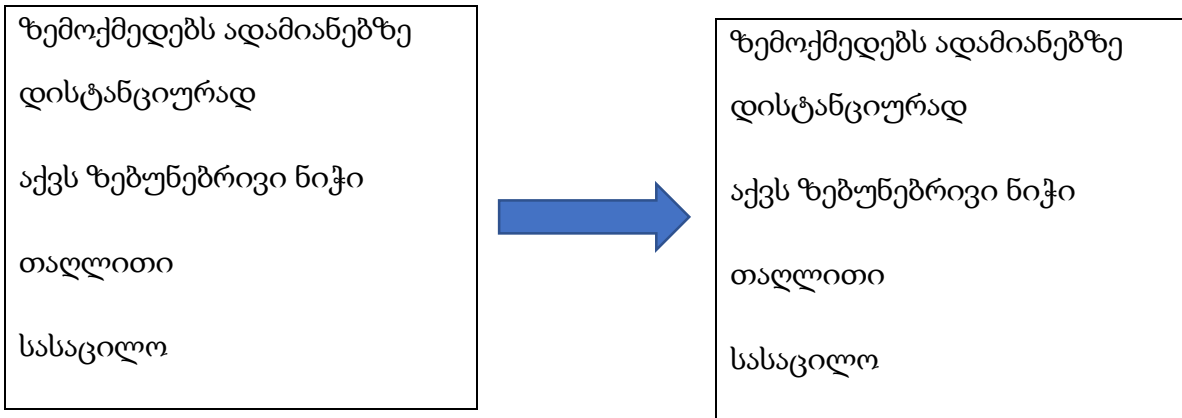 ზემოქმედებს ადამიანებზე
დისტანციურად
აქვს ზებუნებრივი ნიჭი
თაღლითი
სასაცილო
ზემოქმედებს ადამიანებზე
დისტანციურად
აქვს ზებუნებრივი ნიჭი
თაღლითი
სასაცილო